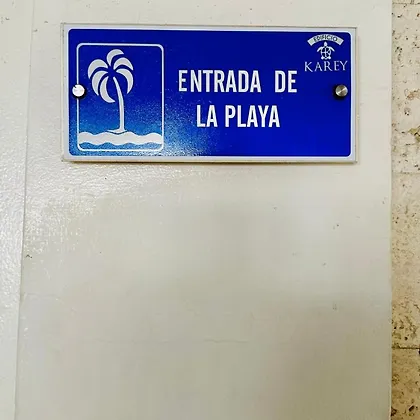 EDIFICIO
KAREY
ENTRADA DE
LA PLAYA